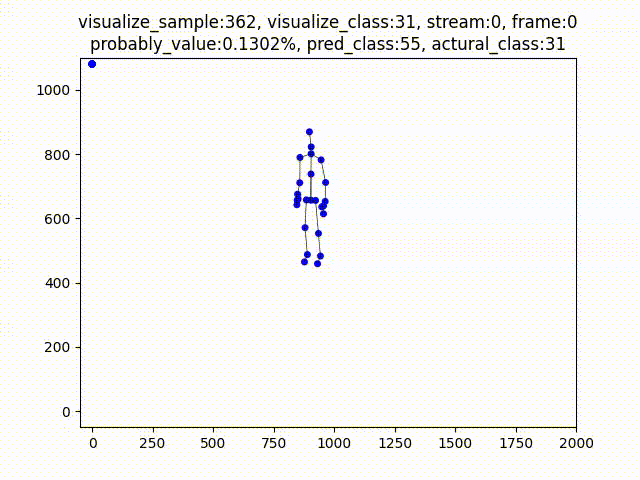 visualize_sample:362, visualize_class:31, stream:0, frame:0
probably_value:0.1302%, pred_class:55, actural_class:31
1000
800
600
400
200
0
0 250 500 750 1000 1250 1500 1750 2000